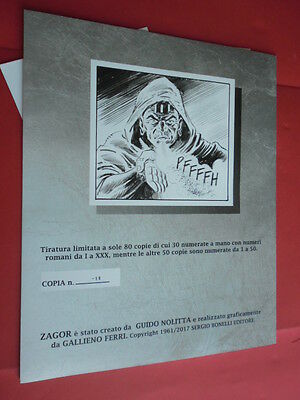 PFFFFH
Tiratura limitata a sole 80 copie di cui 30 numerate a mano con numeri
romani da I a XXX, mentre le altre 50 copie sono numerate da 1 a 50.
COPIA n.
ZAGOR è stato creato da GUIDO NOLITTA e realizzato graficamente
da GALLIENO FERRI. Copyright 1961/2017 SERGIO BONELLI EDITORE.